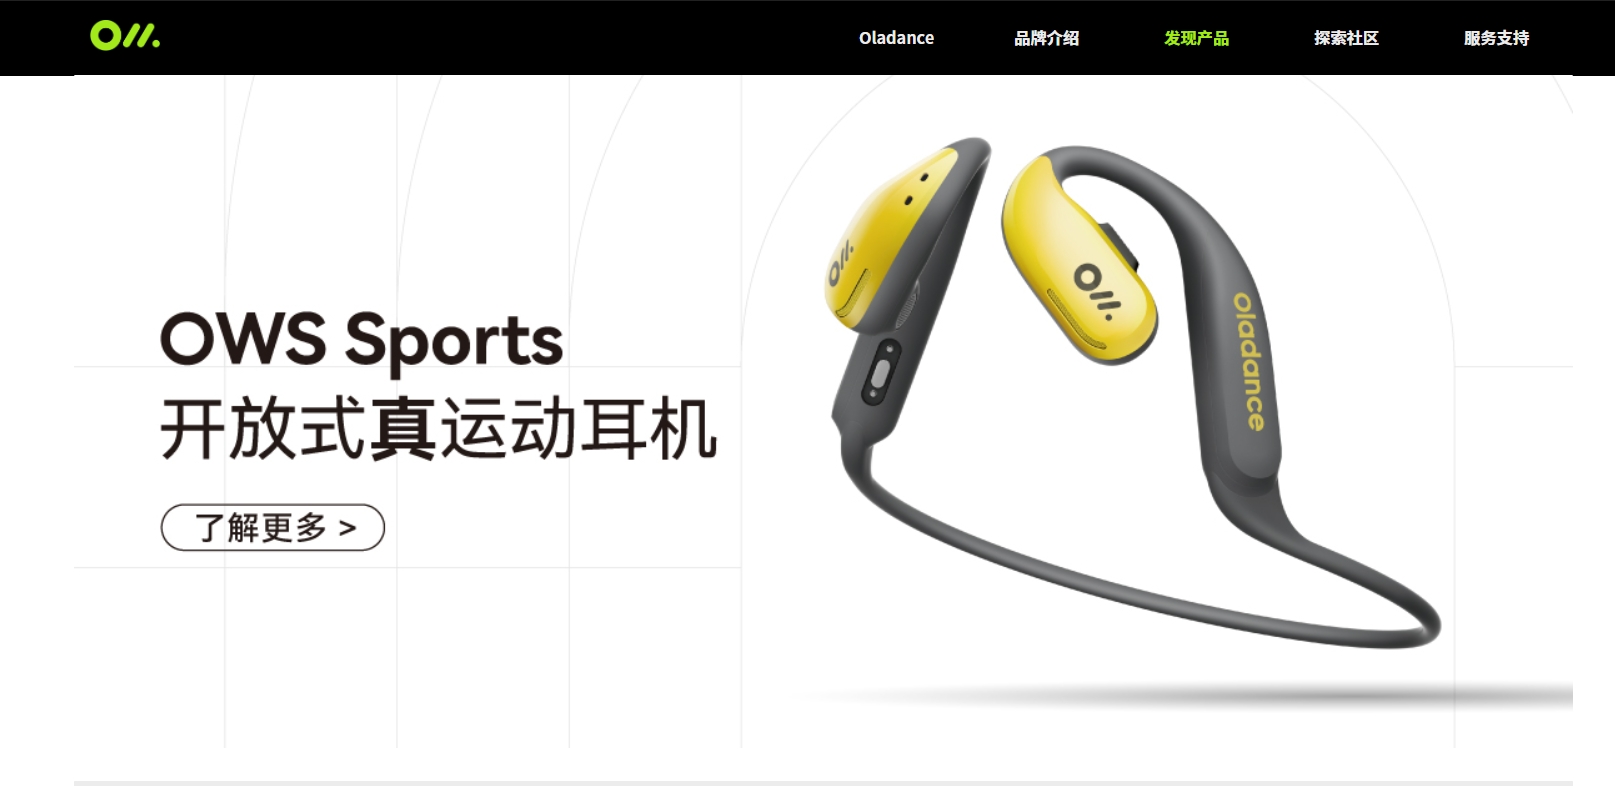 O//.
Oladance 品牌介绍 发现产品 探索社区 服务支持
OWS Sports
开放式真运动耳机
了解更多 >
O//.
O//.
Oladance